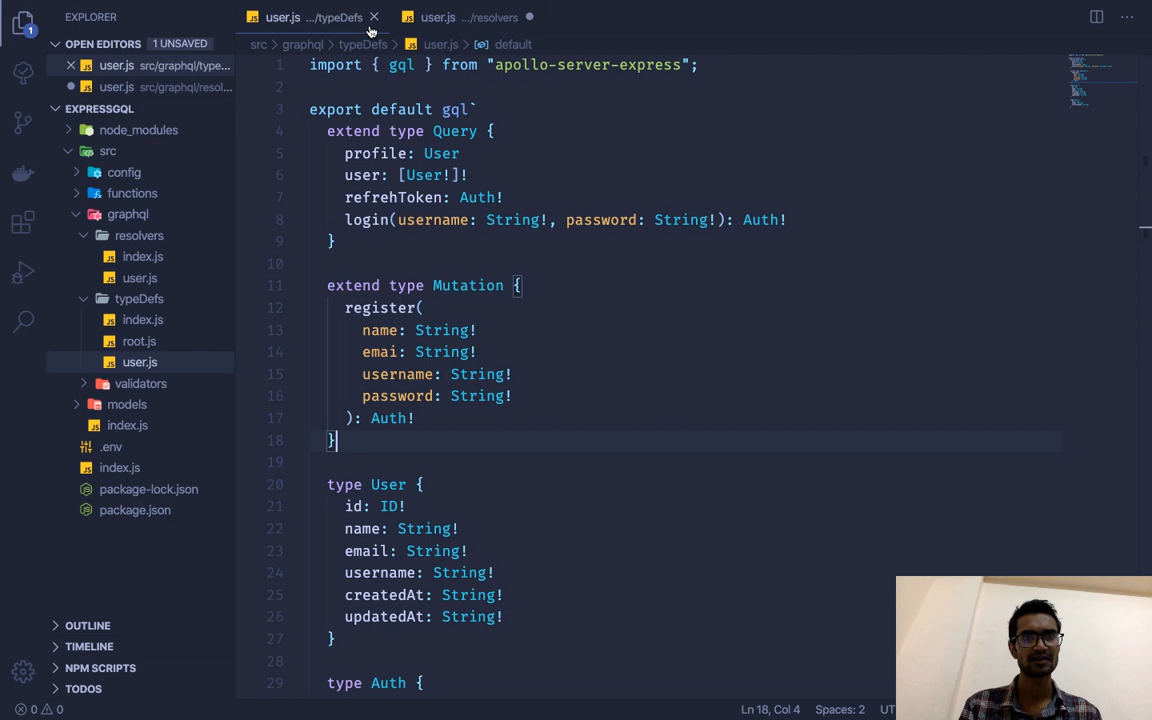 EXPLORER
OPEN EDITORS 1 UNSAVED
user.js src/graphql/type...
user.js src/graphql/resol...
EXPRESSGQL
node_modules
src
config
functions
graphql
resolvers
index.js
user.js
typeDefs
index.js
root.js
user.js
validators
models
index.js
.env
index.js
package-lock.json
package.json
OUTLINE
TIMELINE
NPM SCRIPTS
TODOS
1
0 0
user.js .../typeDefs
user.js .../resolvers
src > graphql > typeDefs > user.js > default
1 import { gql } from "apollo-server-express";
2
3 export default gql`
4 extend type Query {
5 profile: User
6 user: [User!]!
7 refrehToken: Auth!
8 login(username: String!, password: String!): Auth!
9 }
10
11 extend type Mutation {
12 register(
13 name: String!
14 emai: String!
15 username: String!
16 password: String!
17 ): Auth!
18 }
19
20 type User {
21 id: ID!
22 name: String!
23 email: String!
24 username: String!
25 createdAt: String!
26 updatedAt: String!
27 }
28
29 type Auth {
Ln 18, Col 4 Spaces: 2 UT